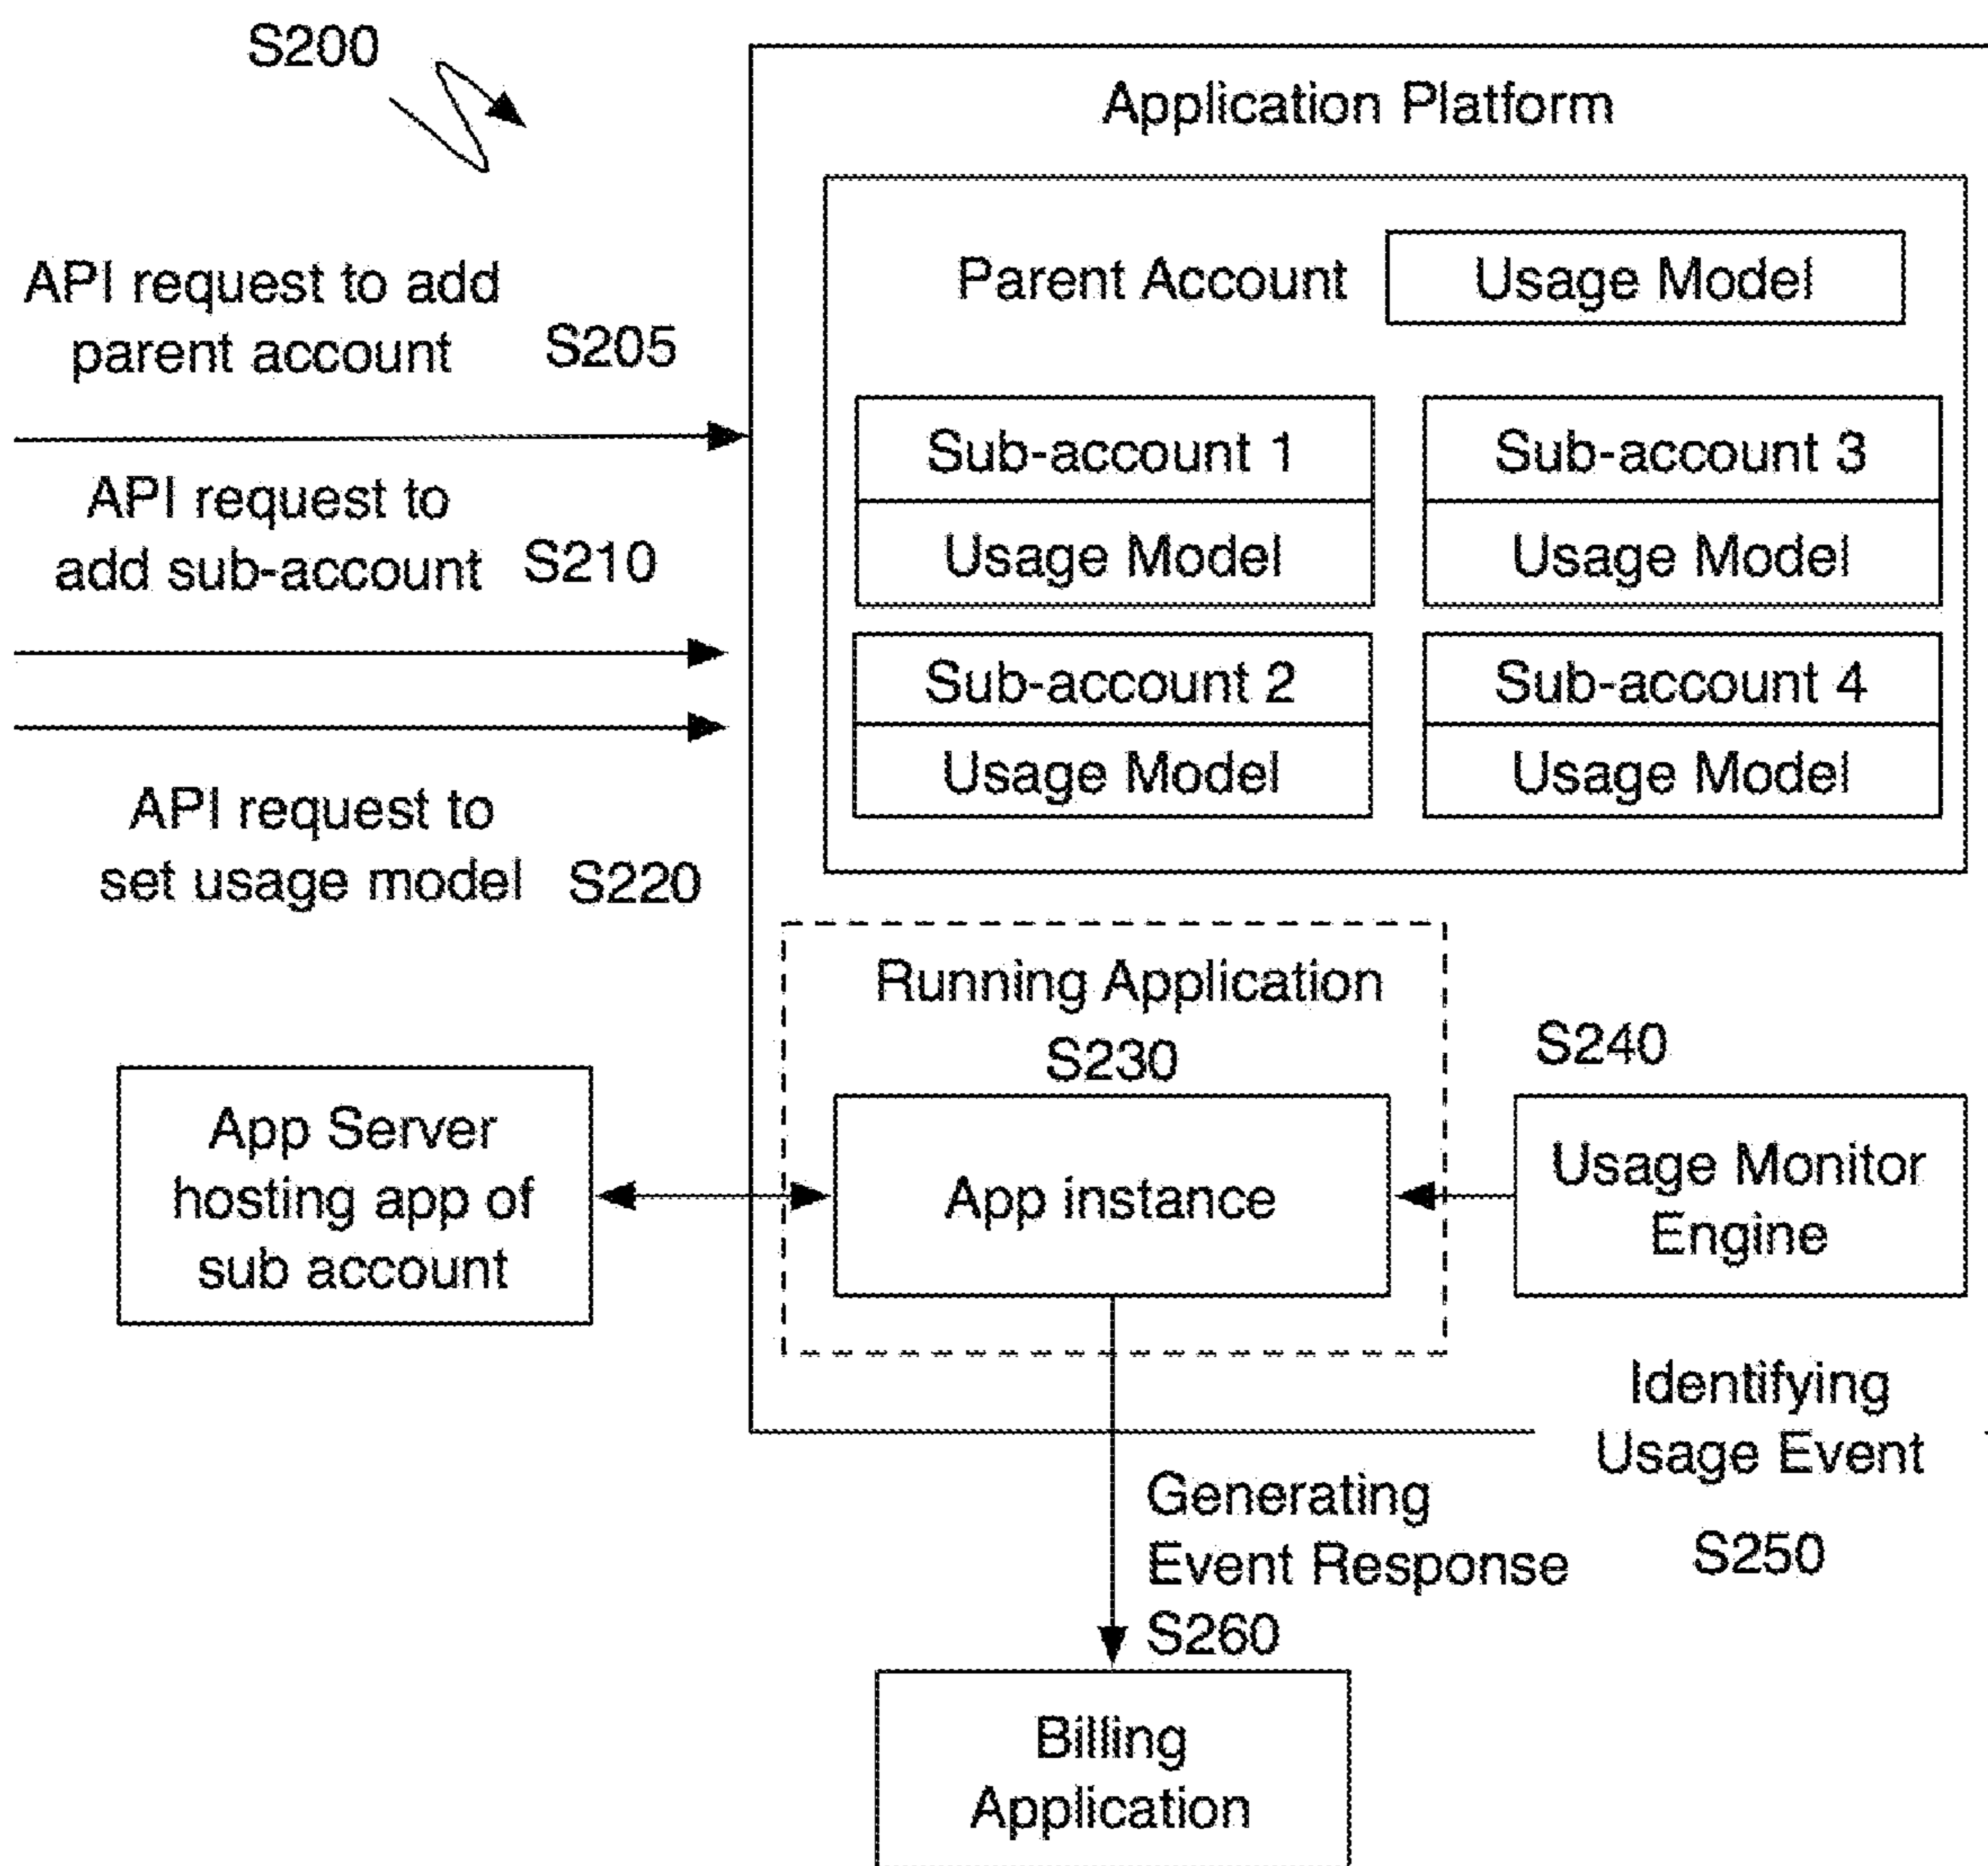 S200
Application Platform
Parent Account
Usage Model
API request to add
parent account
S205
Sub-account 1
Usage Model
Sub-account 3
Usage Model
API request to
add sub-account
S210
Sub-account 2
Usage Model
Sub-account 4
Usage Model
API request to
set usage model
S220
Running Application
S230
S240
App Server
hosting app of
sub account
App instance
Usage Monitor
Engine
Identifying
Usage Event
S250
Generating
Event Response
S260
Billing
Application